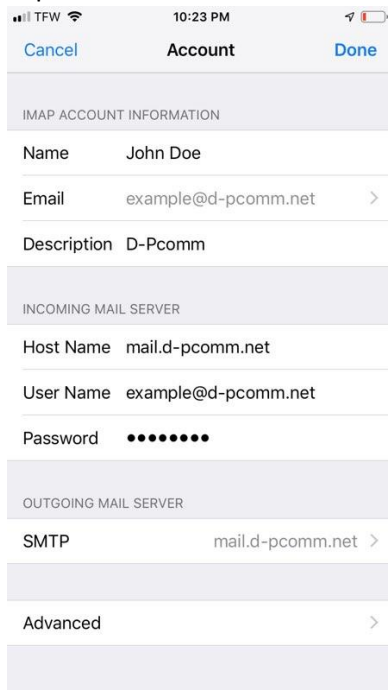 TFW 10:23 PM
Cancel Account Done
IMAP ACCOUNT INFORMATION
Name John Doe
Email example@d-pcomm.net
Description D-Pcomm
INCOMING MAIL SERVER
Host Name mail.d-pcomm.net
User Name example@d-pcomm.net
Password ●●●●●●●●
OUTGOING MAIL SERVER
SMTP mail.d-pcomm.net
Advanced